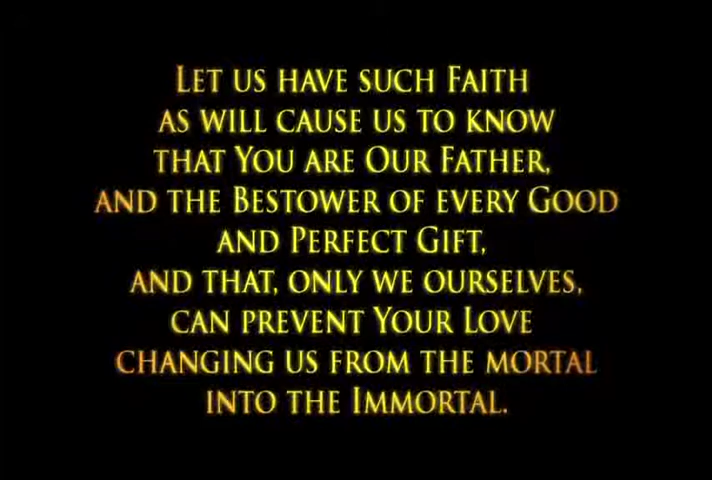 Let us have such Faith
as will cause us to know
that You are Our Father,
and the Bestower of every Good
and Perfect Gift,
and that, only we ourselves,
can prevent Your Love
changing us from the mortal
into the Immortal.